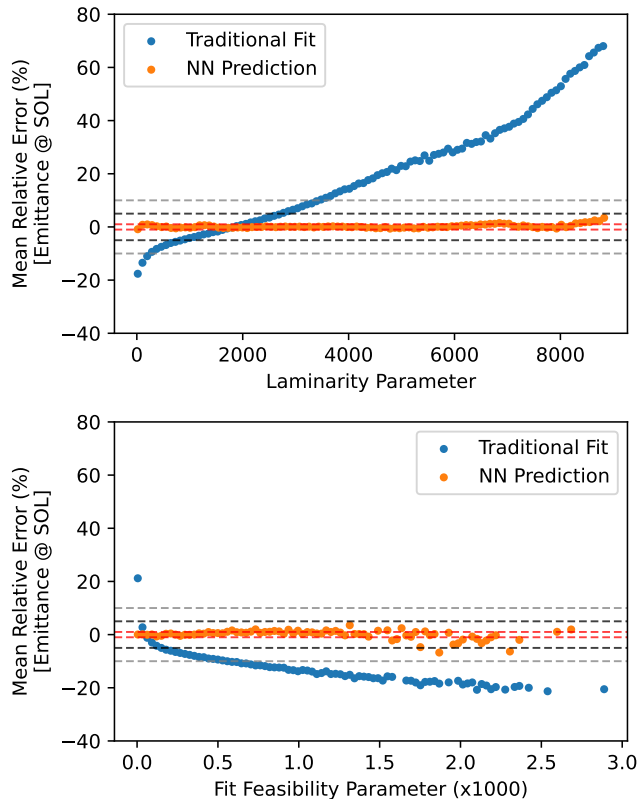 80
60
40
20
0
−20
−40
Mean Relative Error (%)
[Emittance @ SOL]
Traditional Fit
NN Prediction
0 2000 4000 6000 8000
Laminarity Parameter
80
60
40
20
0
−20
−40
Mean Relative Error (%)
[Emittance @ SOL]
Traditional Fit
NN Prediction
0.0 0.5 1.0 1.5 2.0 2.5 3.0
Fit Feasibility Parameter (x1000)